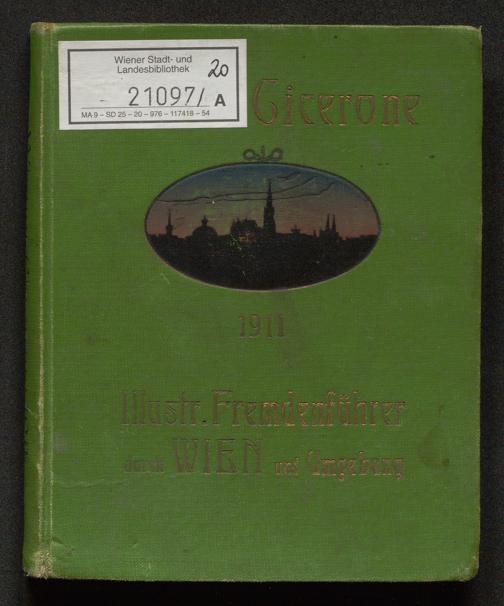 Wiener Stadt- und
Landesbibliothek
20
21097/ A
MA 9 – SD 25 – 20 – 976 – 117418 – 54
Cicerone
1911
Illustr. Fremdenführer
durch WIEN und Umgebung